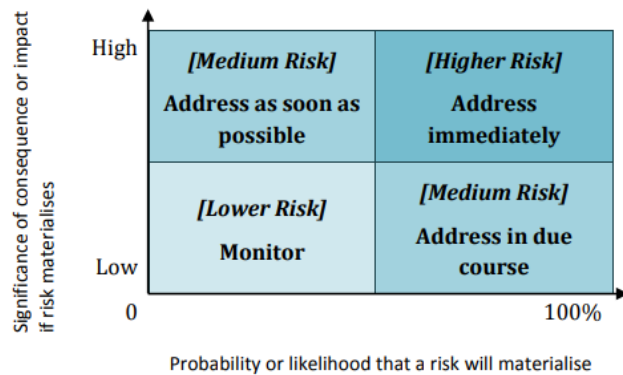 Significance of consequence or impact
if risk materialises
High
[Medium Risk]
Address as soon as
possible
[Higher Risk]
Address
immediately
[Lower Risk]
Monitor
[Medium Risk]
Address in due
course
Low
0
100%
Probability or likelihood that a risk will materialise